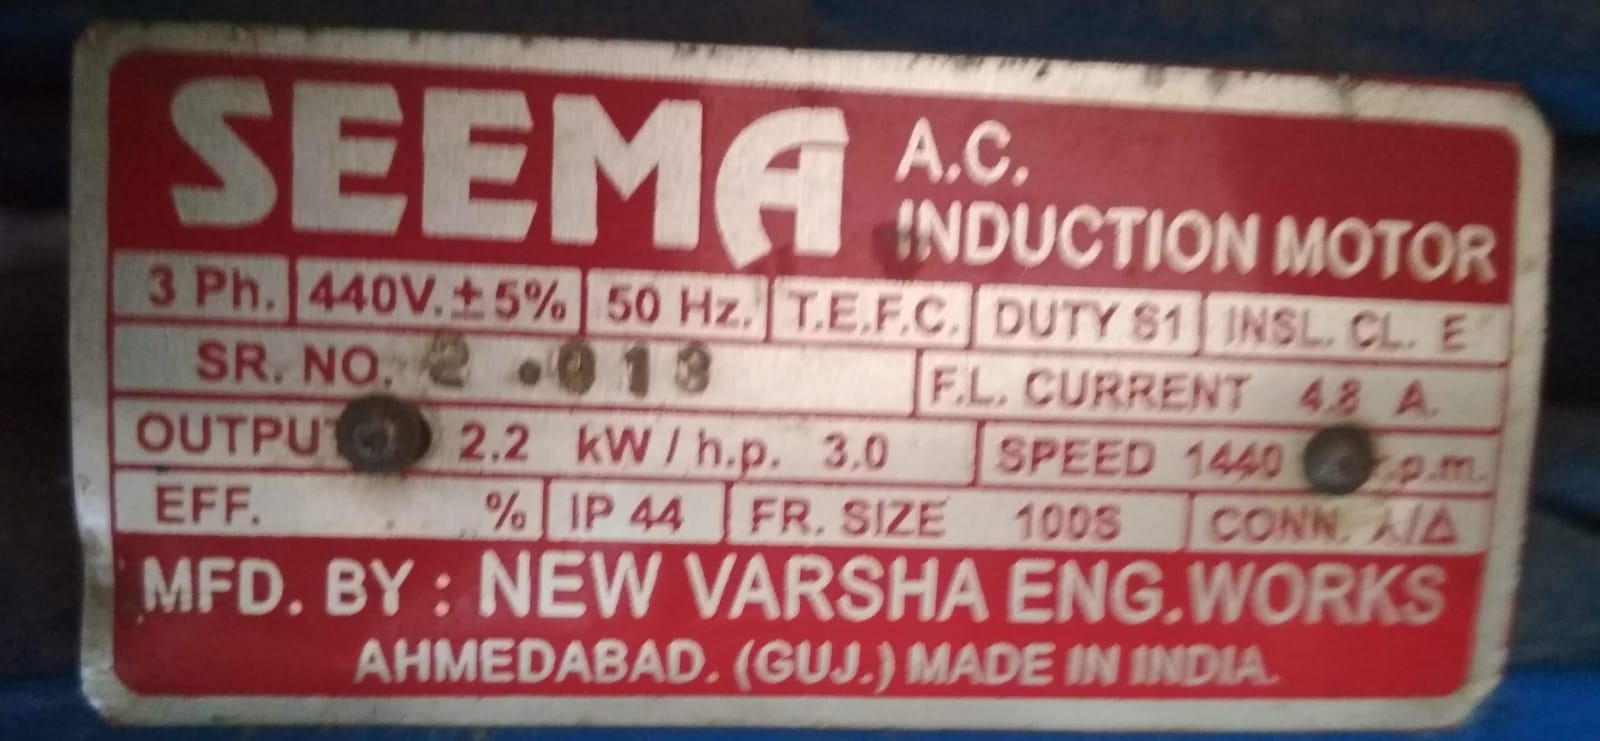 SEEMA A.C. INDUCTION MOTOR
3 Ph. 440V. ± 5% 50 Hz. T.E.F.C. DUTY S1 INSL. CL. E
SR. NO. 2 .013 F.L. CURRENT 4.8 A.
OUTPUT 2.2 kW / h.p. 3.0 SPEED 1440 r.p.m.
EFF. % IP 44 FR. SIZE 100S CONN. ⅄/Δ
MFD. BY : NEW VARSHA ENG.WORKS
AHMEDABAD. (GUJ.) MADE IN INDIA.